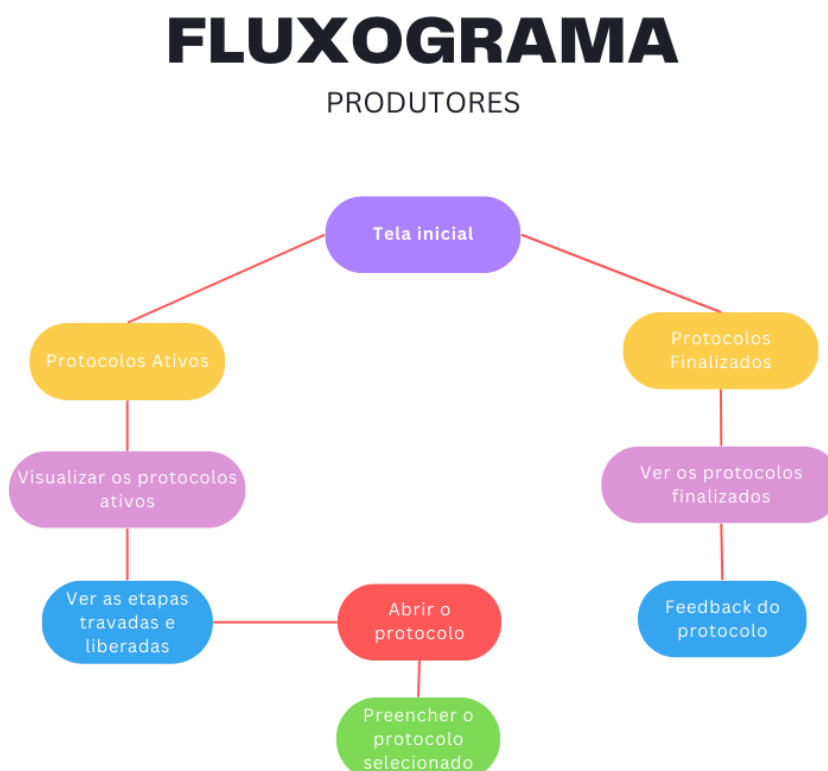 FLUXOGRAMA
PRODUTORES
Tela inicial
Protocolos Ativos
Protocolos
Finalizados
Visualizar os protocolos
ativos
Ver os protocolos
finalizados
Ver as etapas
travadas e
liberadas
Abrir o
protocolo
Feedback do
protocolo
Preencher o
protocolo
selecionado